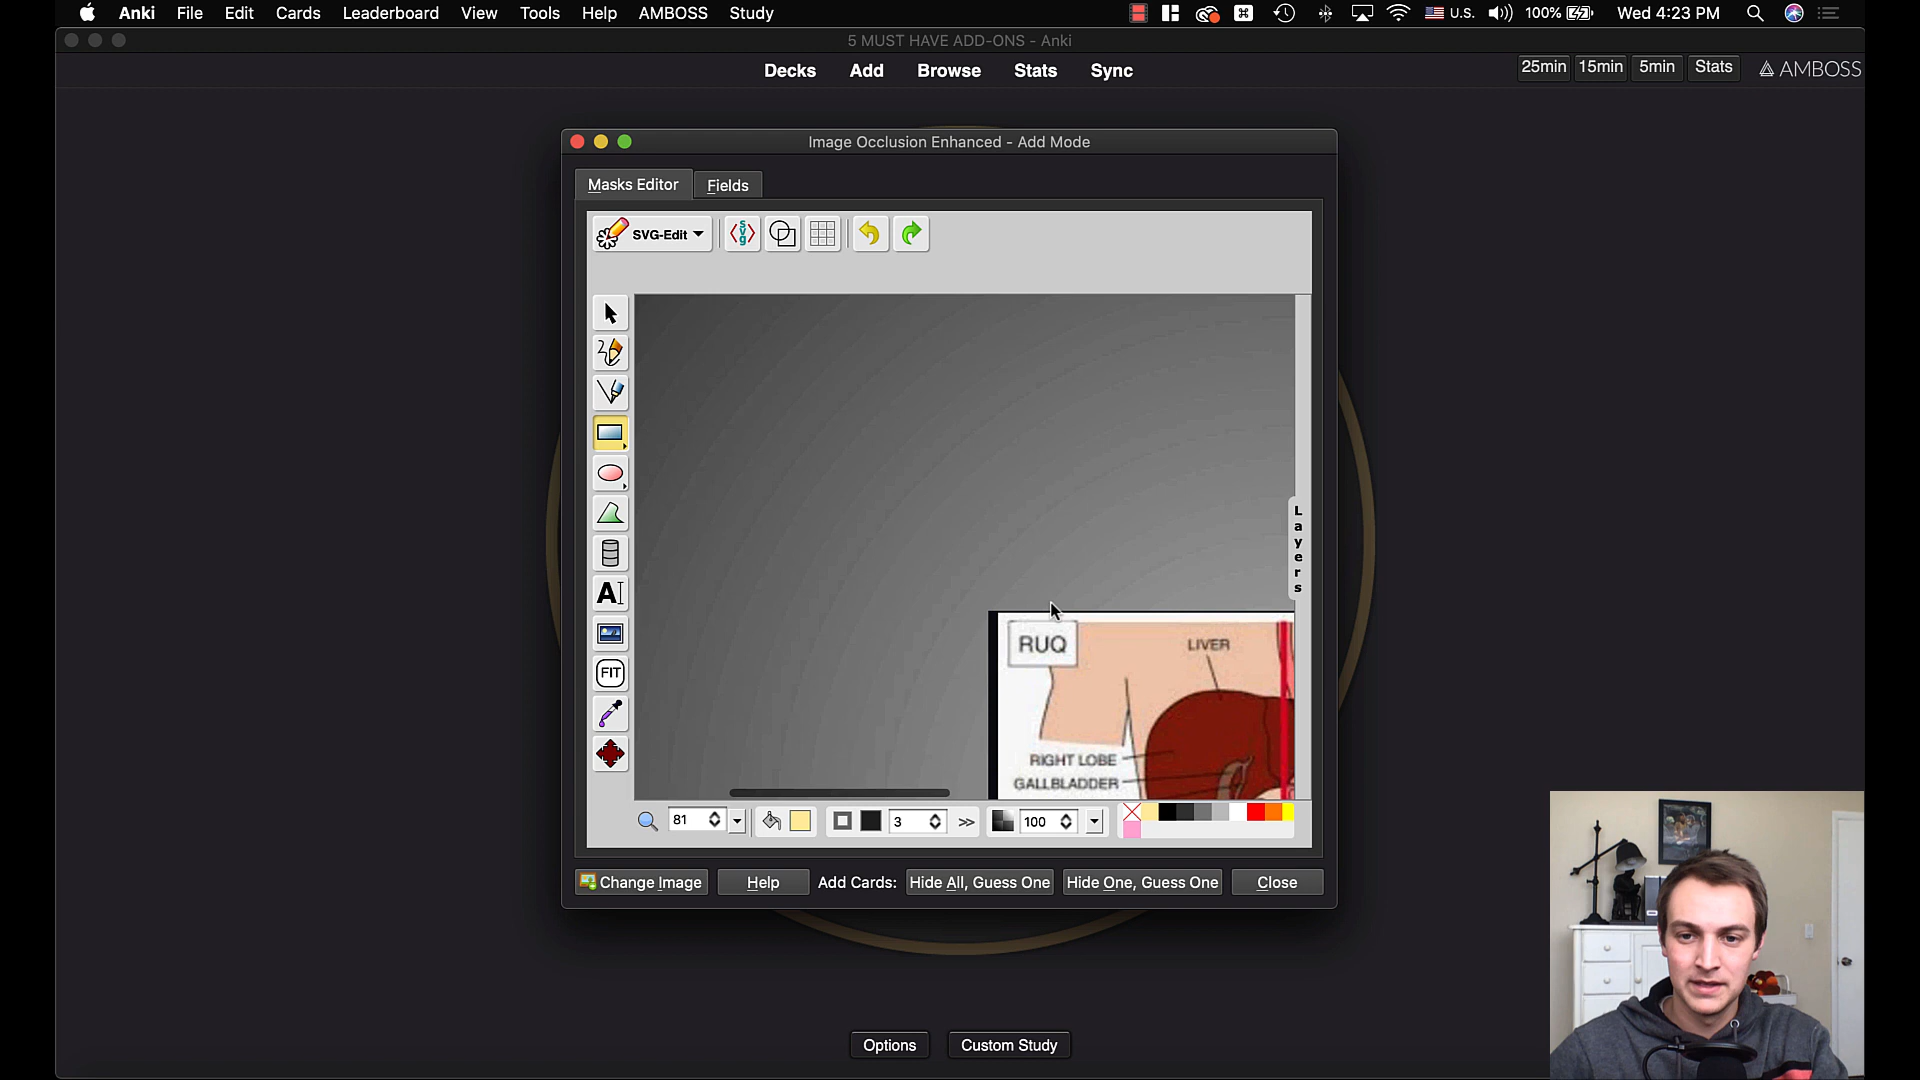 Anki File Edit Cards Leaderboard View Tools Help AMBOSS Study U.S. 100% Wed 4:23 PM
5 MUST HAVE ADD-ONS - Anki
Decks Add Browse Stats Sync 25min 15min 5min Stats AMBOSS
Image Occlusion Enhanced - Add Mode
Masks Editor Fields
SVG-Edit
svg
Layers
A
RUQ LIVER
FIT
RIGHT LOBE
GALLBLADDER
81 3 >> 100
Change Image Help Add Cards: Hide All, Guess One Hide One, Guess One Close
Options Custom Study